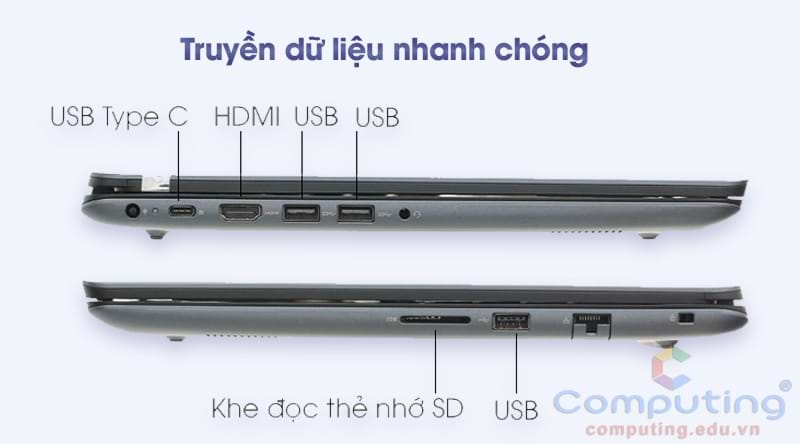 Truyền dữ liệu nhanh chóng
USB Type C HDMI USB USB
Khe đọc thẻ nhớ SD USB
Computing®
computing.edu.vn